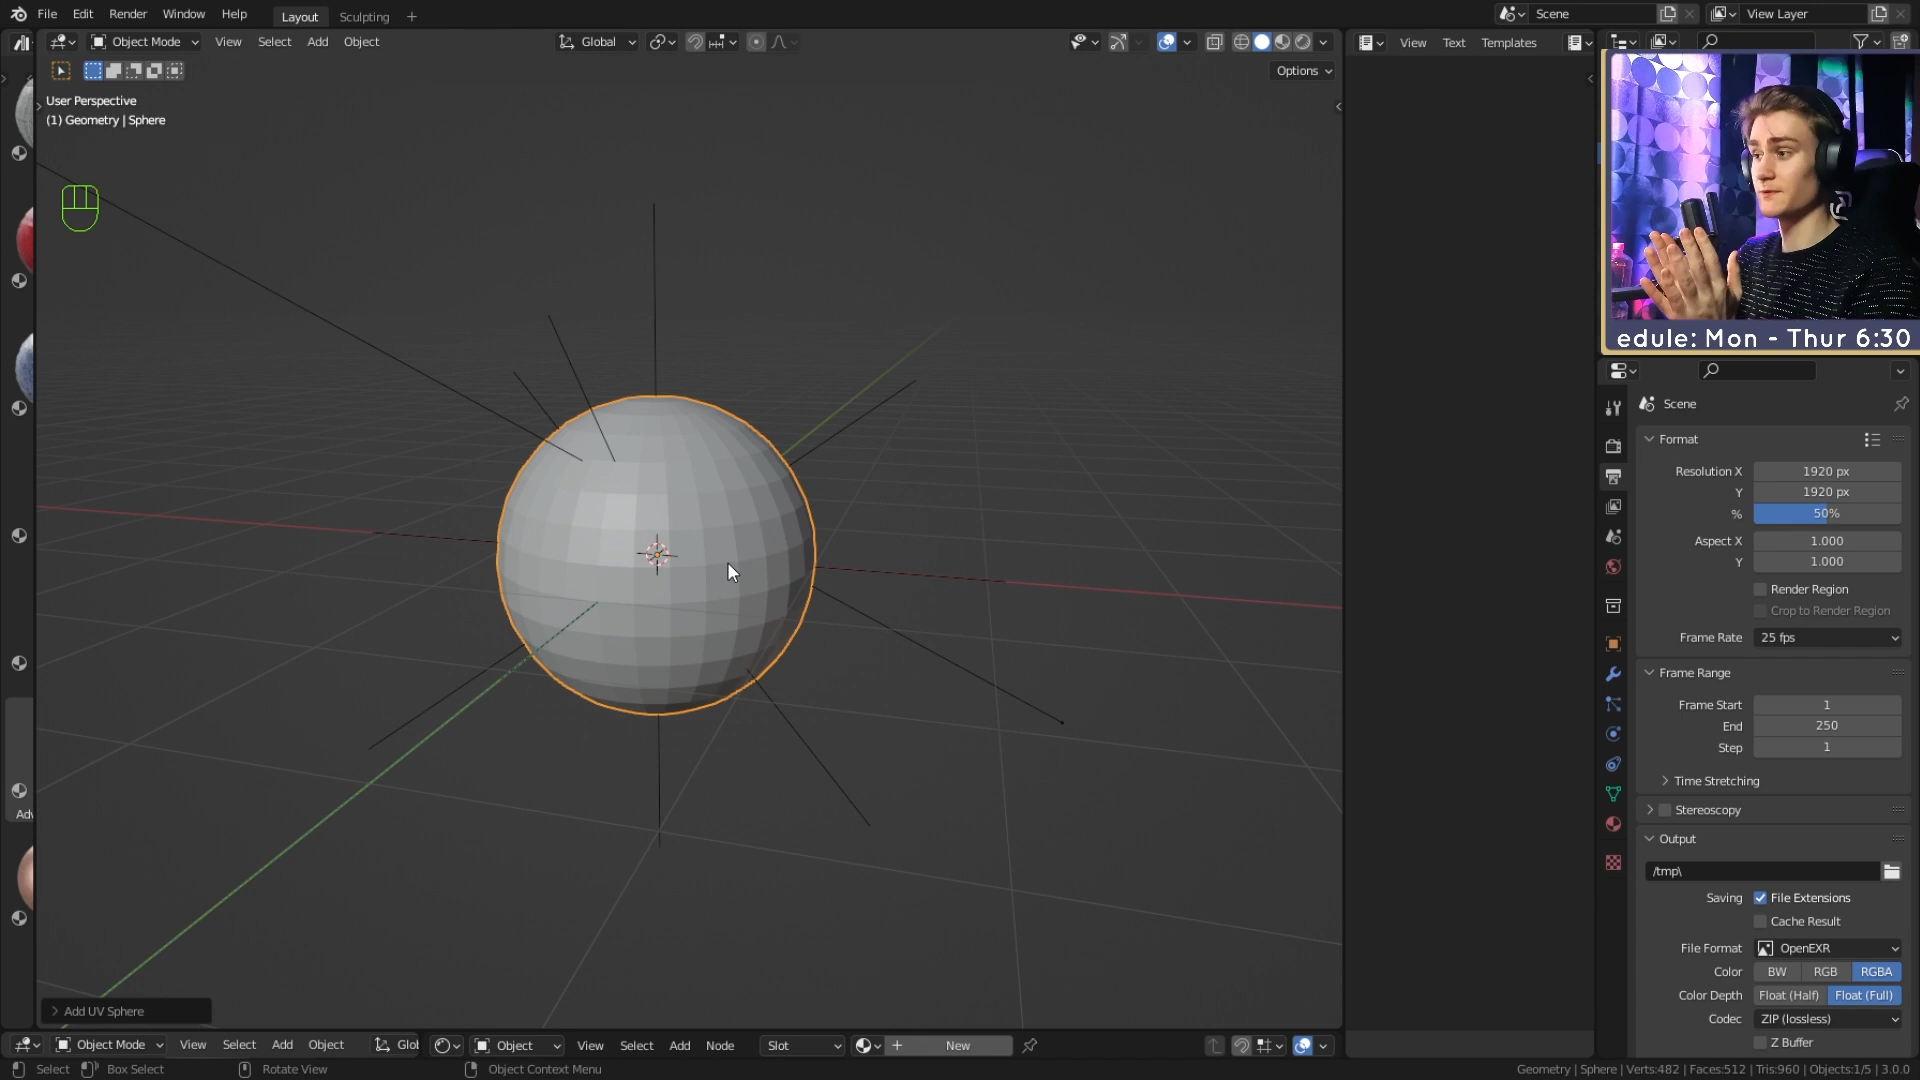 File Edit Render Window Help Layout Sculpting + Scene View Layer
Object Mode View Select Add Object Global View Text Templates
Options
User Perspective
(1) Geometry | Sphere
edule: Mon - Thur 6:30
Scene
Format
Resolution X 1920 px
Y 1920 px
% 50%
Aspect X 1.000
Y 1.000
Render Region
Crop to Render Region
Frame Rate 25 fps
Frame Range
Frame Start 1
End 250
Step 1
Time Stretching
Stereoscopy
Output
/tmp\
Saving File Extensions
Cache Result
File Format OpenEXR
Color BW RGB RGBA
Color Depth Float (Half) Float (Full)
Codec ZIP (lossless)
Z Buffer
Adv
Add UV Sphere
Object Mode View Select Add Object Glol Object View Select Add Node Slot + New
Select Box Select Rotate View Object Context Menu Geometry | Sphere | Verts:482 | Faces:512 | Tris:960 | Objects:1/5 | 3.0.0